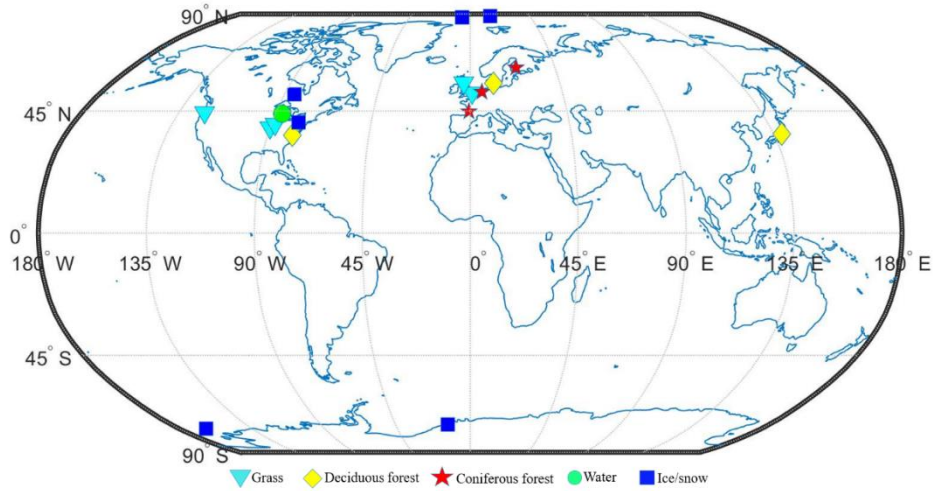 90° N
45° N
0°
180° W 135° W 90° W 45° W 0° 45° E 90° E 135° E 180° E
45° S
90° S
Grass Deciduous forest Coniferous forest Water Ice/snow